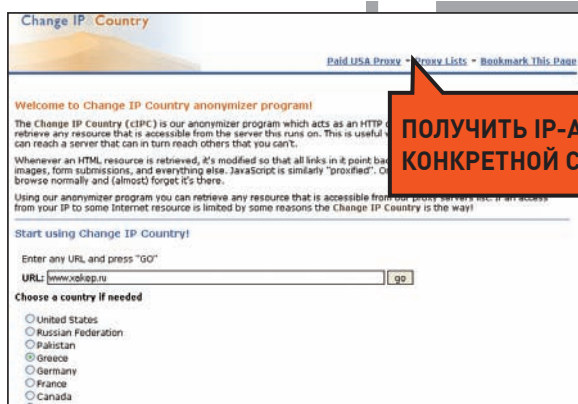 Change IP Country
Paid USA Proxy - Proxy Lists - Bookmark This Page
Welcome to Change IP Country anonymizer program!
The Change IP Country (cIPC) is our anonymizer program which acts as an HTTP
retrieve any resource that is accessible from the server this runs on. This is useful
can reach a server that can in turn reach others that you can't.
Whenever an HTML resource is retrieved, it's modified so that all links in it point
images, form submissions, and everything else. JavaScript is similarly "proxified".
browse normally and (almost) forget it's there.
Using our anonymizer program you can retrieve any resource that is accessible from our proxy servers list. If an access
from your IP to some Internet resource is limited by some reasons the Change IP Country is the way!
ПОЛУЧИТЬ IP-
КОНКРЕТНОЙ
Start using Change IP Country!
Enter any URL and press "GO"
URL: www.xakep.ru go
Choose a country if needed
United States
Russian Federation
Pakistan
Greece
Germany
France
Canada